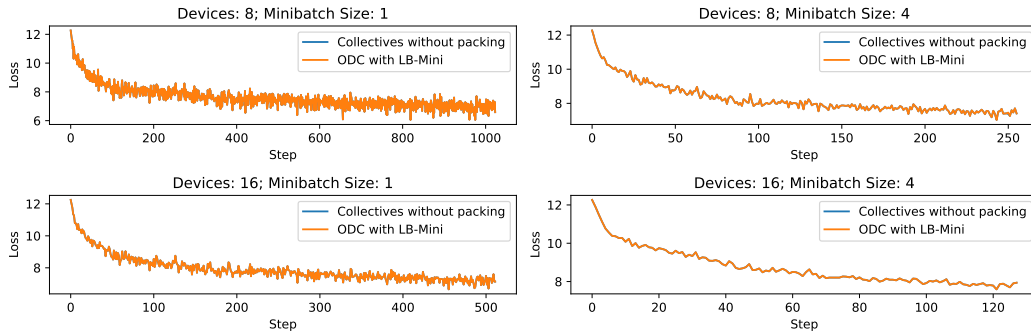 Devices: 8; Minibatch Size: 1
12
10
8
6
Loss
Collectives without packing
ODC with LB-Mini
0 200 400 600 800 1000
Step
Devices: 8; Minibatch Size: 4
12
10
8
Loss
Collectives without packing
ODC with LB-Mini
0 50 100 150 200 250
Step
Devices: 16; Minibatch Size: 1
12
10
8
Loss
Collectives without packing
ODC with LB-Mini
0 100 200 300 400 500
Step
Devices: 16; Minibatch Size: 4
12
10
8
Loss
Collectives without packing
ODC with LB-Mini
0 20 40 60 80 100 120
Step